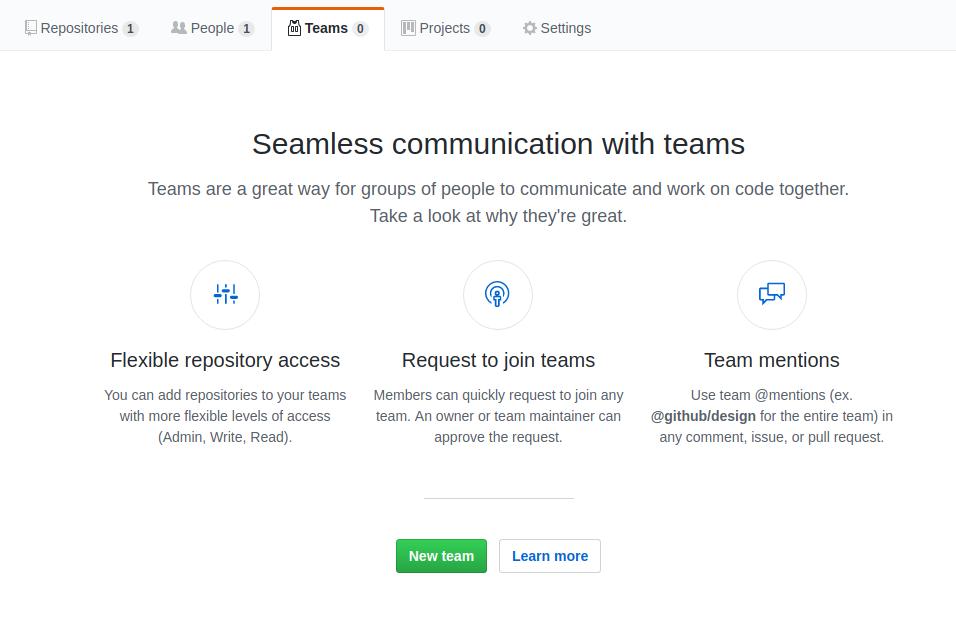 Repositories 1 People 1 Teams 0 Projects 0 Settings
Seamless communication with teams
Teams are a great way for groups of people to communicate and work on code together.
Take a look at why they're great.
Flexible repository access
You can add repositories to your teams
with more flexible levels of access
(Admin, Write, Read).
Request to join teams
Members can quickly request to join any
team. An owner or team maintainer can
approve the request.
Team mentions
Use team @mentions (ex.
@github/design for the entire team) in
any comment, issue, or pull request.
New team
Learn more